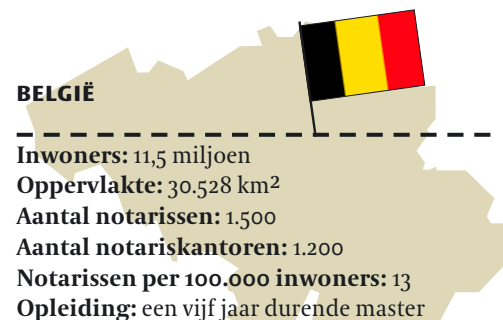 BELGIË
Inwoners: 11,5 miljoen
Oppervlakte: 30.528 km²
Aantal notarissen: 1.500
Aantal notariskantoren: 1.200
Notarissen per 100.000 inwoners: 13
Opleiding: een vijf jaar durende master